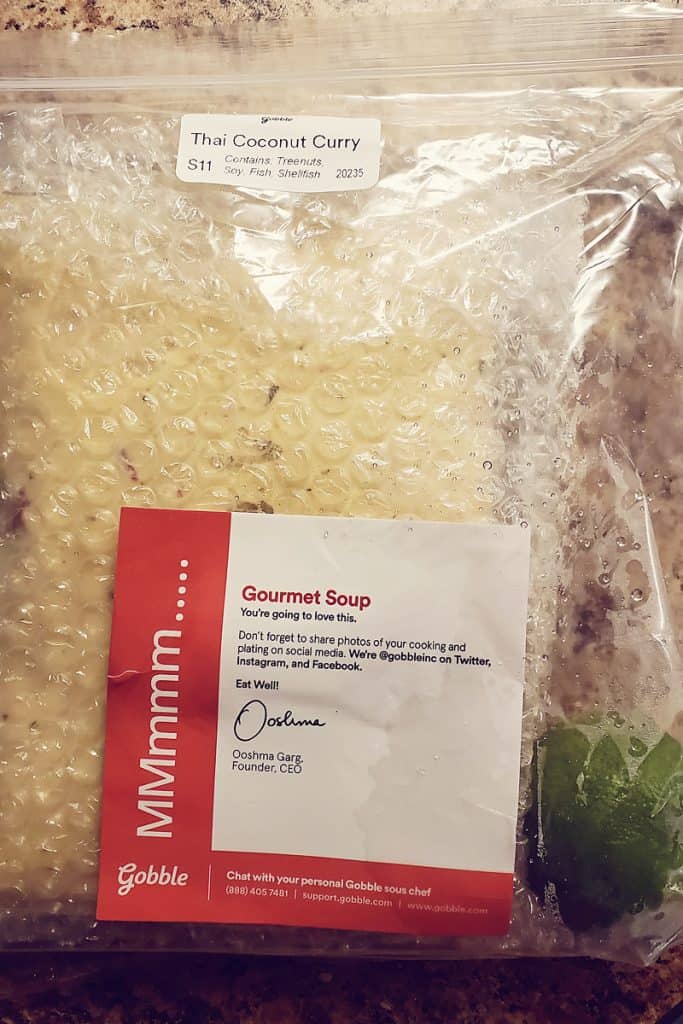 Gobble
Thai Coconut Curry
S11
Contains: Treenuts,
Soy, Fish, Shellfish
20235
MMmmm.....
Gourmet Soup
You're going to love this.
Don't forget to share photos of your cooking and
plating on social media. We're @gobbleinc on Twitter,
Instagram, and Facebook.
Eat Well!
Ooshma
Ooshma Garg,
Founder, CEO
Gobble
Chat with your personal Gobble sous chef
(888) 405 7481 | support.gobble.com | www.gobble.com